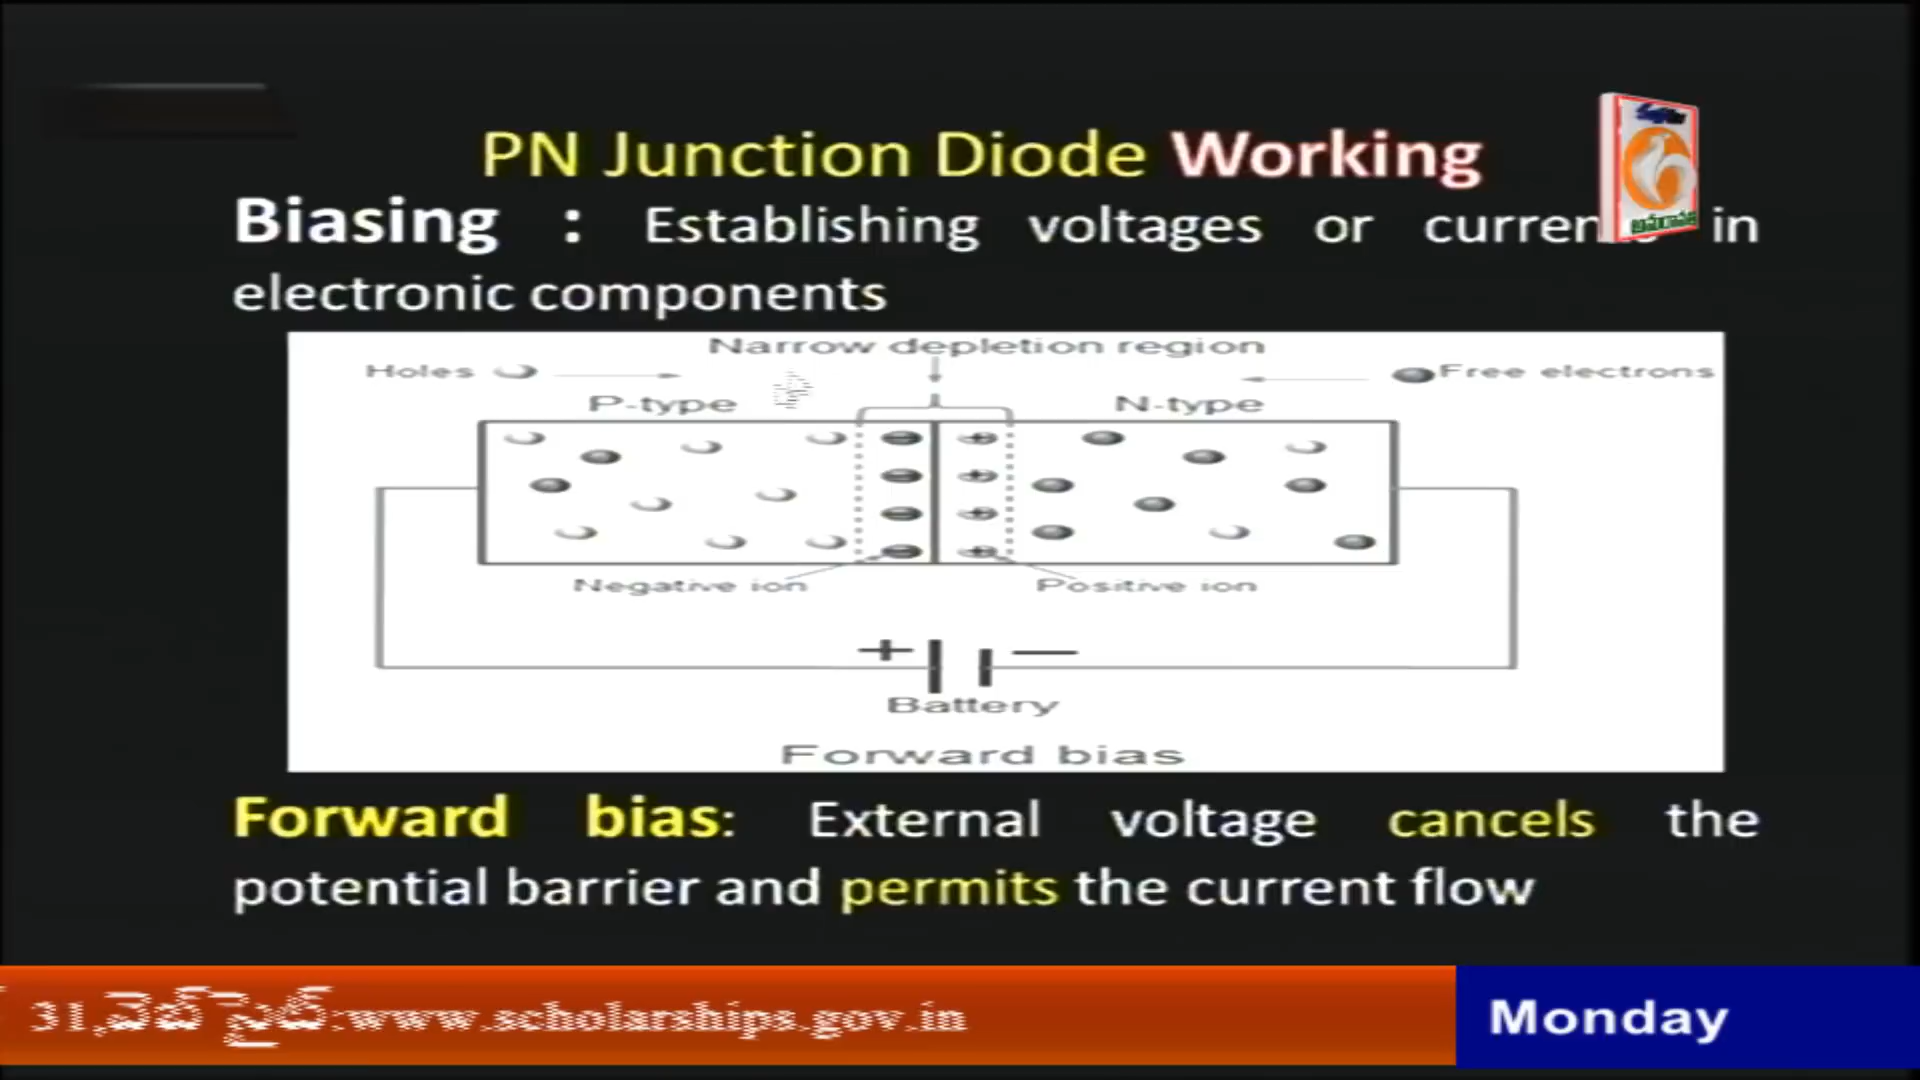 PN Junction Diode Working
Biasing : Establishing voltages or curren in
electronic components
Narrow depletion region
Holes
Free electrons
P-type
N-type
Negative ion
Positive ion
+ −
Battery
Forward bias
Forward bias: External voltage cancels the
potential barrier and permits the current flow
అమరావతి
31,వెబ్ సైట్:www.scholarships.gov.in
Monday